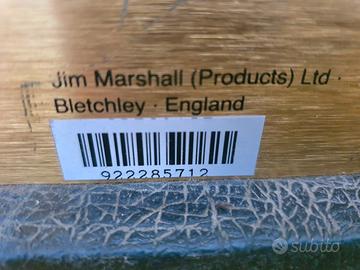 Jim Marshall (Products) Ltd ·
Bletchley · England
922285712
subito